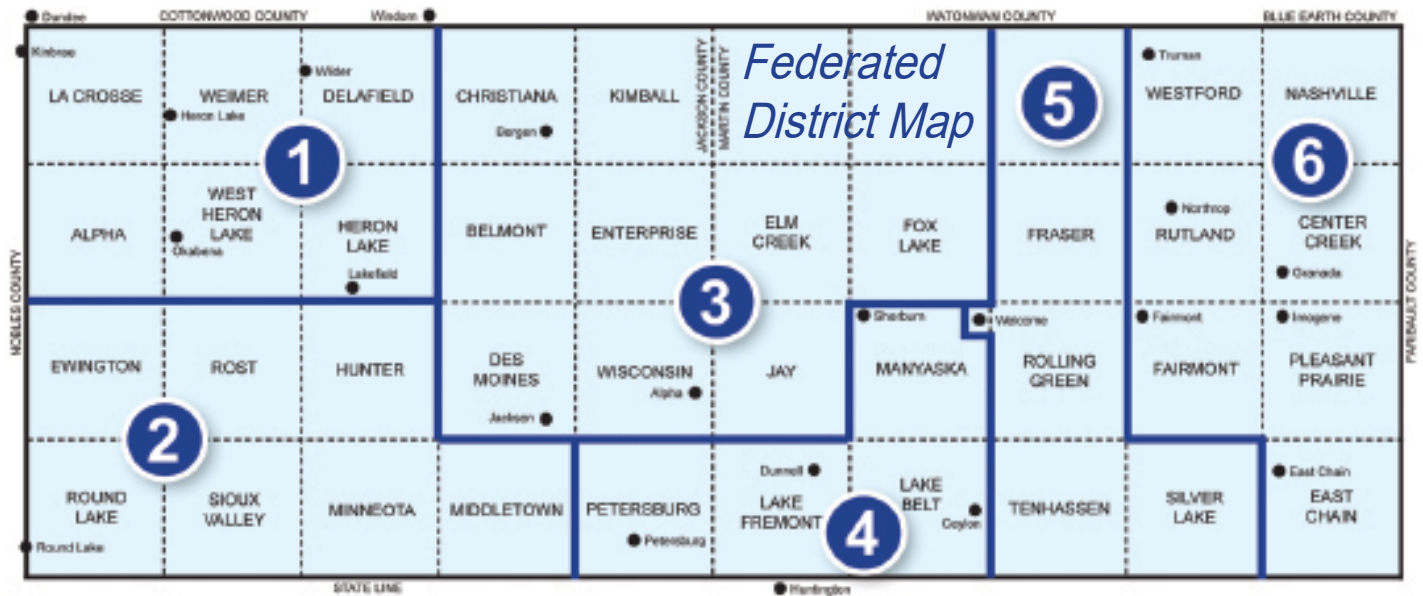 Dundee
COTTONWOOD COUNTY
Windom
WATONWAN COUNTY
BLUE EARTH COUNTY
Kinbrae
Wilder
LA CROSSE
WEIMER
DELAFIELD
Heron Lake
CHRISTIANA
Bergen
KIMBALL
JACKSON COUNTY
MARTIN COUNTY
Federated
District Map
5
Truman
WESTFORD
NASHVILLE
1
6
ALPHA
WEST
HERON
LAKE
Okabena
HERON
LAKE
Lakefield
BELMONT
ENTERPRISE
ELM
CREEK
FOX
LAKE
FRASER
Northrop
RUTLAND
CENTER
CREEK
Granada
NOBLES COUNTY
FARIBAULT COUNTY
3
EWINGTON
ROST
HUNTER
DES
MOINES
Jackson
WISCONSIN
Alpha
JAY
Sherburn
MANYASKA
Welcome
ROLLING
GREEN
Fairmont
FAIRMONT
Imogene
PLEASANT
PRAIRIE
2
ROUND
LAKE
Round Lake
SIOUX
VALLEY
MINNEOTA
MIDDLETOWN
PETERSBURG
Petersburg
Dunnell
LAKE
FREMONT
4
LAKE
BELT
Ceylon
TENHASSEN
SILVER
LAKE
East Chain
EAST
CHAIN
STATE LINE
Huntington